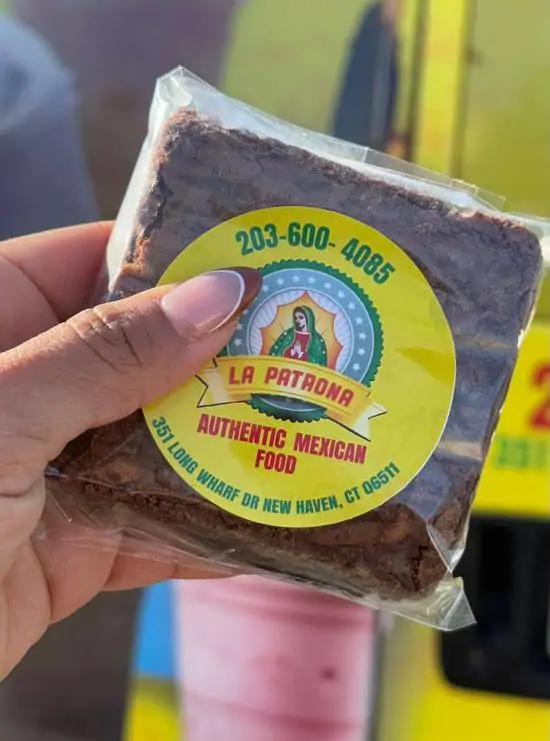 203-600-4085
LA PATRONA
AUTHENTIC MEXICAN
FOOD
351 LONG WHARF DR NEW HAVEN, CT 06511